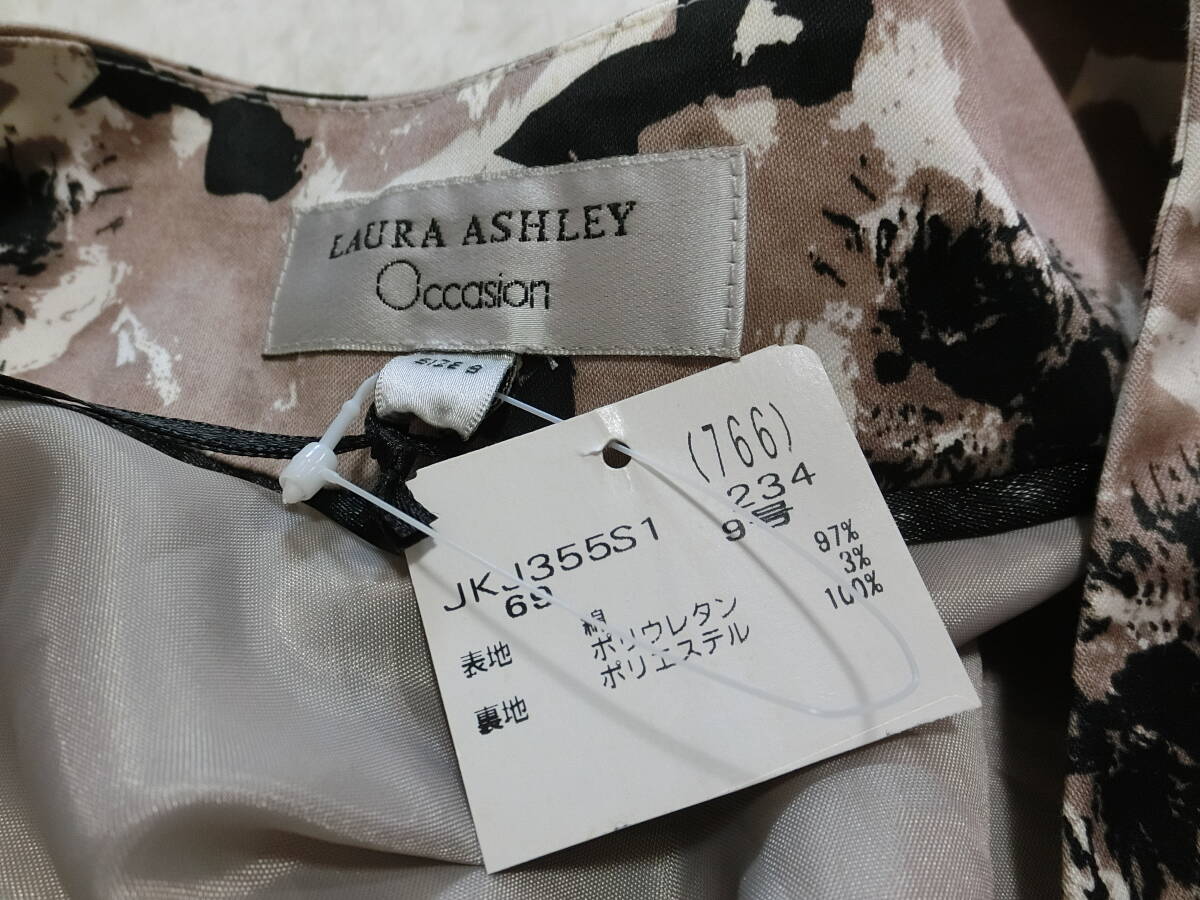 LAURA ASHLEY
Occasion
SIZE 8
(766)
JKJ355S1 234
69 9号
表地 綿 97%
ポリウレタン 3%
裏地 ポリエステル 100%